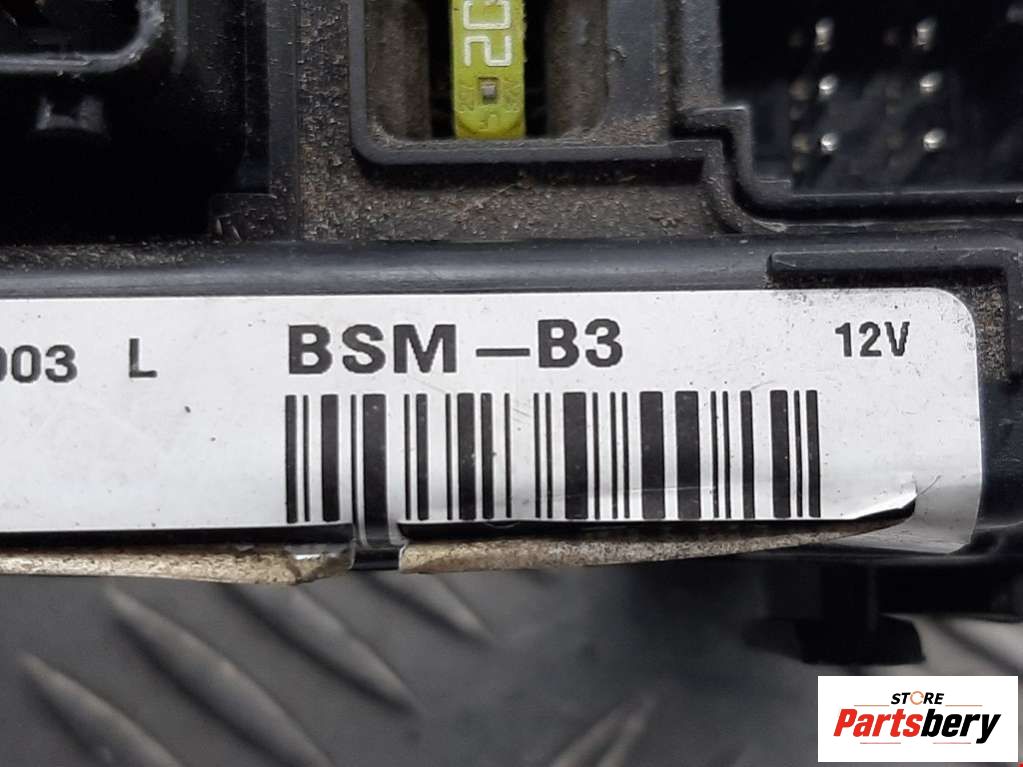 20
003 L BSM-B3 12V
STORE
Partsbery